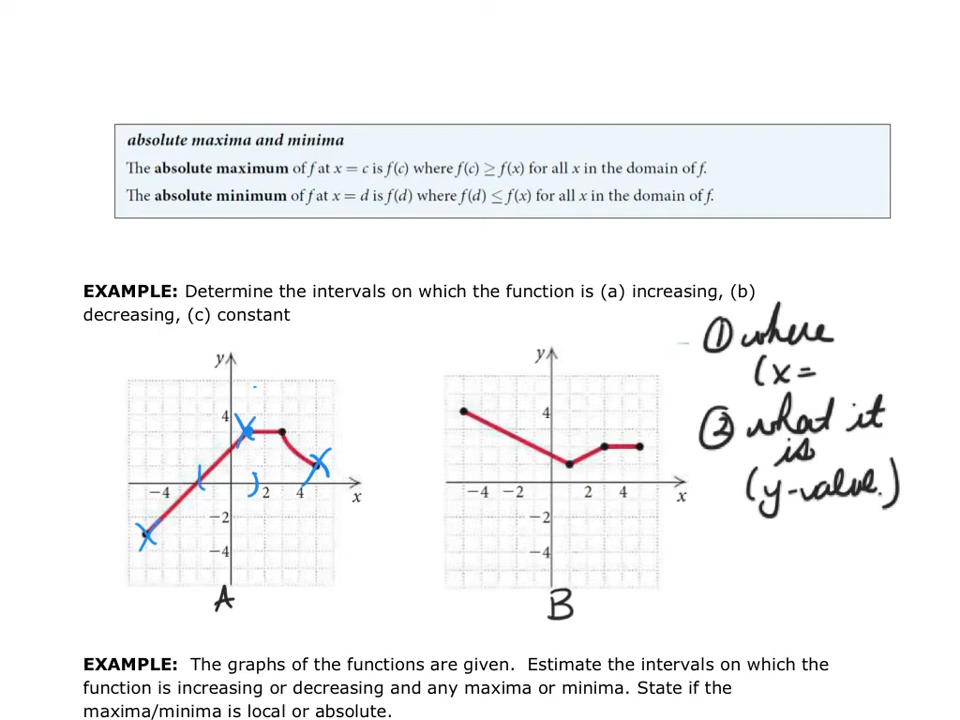 absolute maxima and minima
The absolute maximum of f at x = c is f(c) where f(c) ≥ f(x) for all x in the domain of f.
The absolute minimum of f at x = d is f(d) where f(d) ≤ f(x) for all x in the domain of f.
EXAMPLE: Determine the intervals on which the function is (a) increasing, (b)
decreasing, (c) constant
① where
(x=
② what it
is
(y-value.)
y
4
−4
2
4
x
−2
−4
A
y
4
−4 −2
2
4
x
−2
−4
B
EXAMPLE: The graphs of the functions are given. Estimate the intervals on which the
function is increasing or decreasing and any maxima or minima. State if the
maxima/minima is local or absolute.